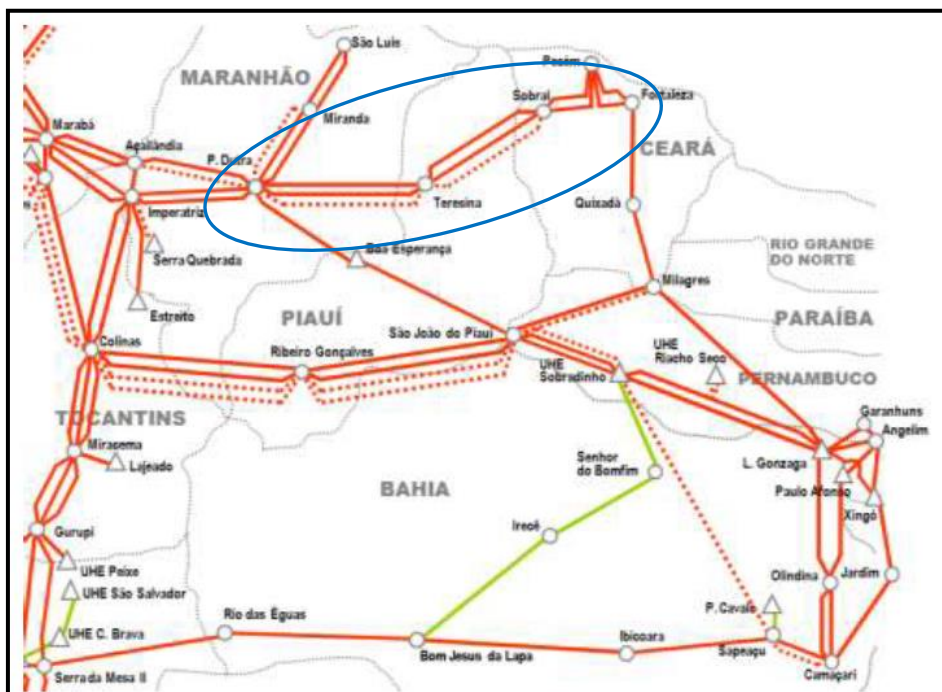 São Luis
MARANHÃO
Pecém
Sobral
Fortaleza
Miranda
Marabá
Açailândia
P. Dutra
CEARÁ
Teresina
Imperatriz
Quixadá
Serra Quebrada
Boa Esperança
RIO GRANDE
DO NORTE
Milagres
Estreito
PIAUÍ
São João do Piauí
PARAÍBA
Colinas
Ribeiro Gonçalves
UHE
Sobradinho
UHE
Riacho Seco
PERNAMBUCO
TOCANTINS
Garanhuns
Angelim
Miracema
Lajeado
Senhor
do Bomfim
L. Gonzaga
Paulo Afonso
BAHIA
Xingó
Irecê
Gurupi
UHE Peixe
UHE São Salvador
Olindina
Jardim
Rio das Éguas
P. Cavalo
UHE C. Brava
Ibicoara
Sapeaçu
Bom Jesus da Lapa
Serra da Mesa II
Camaçari